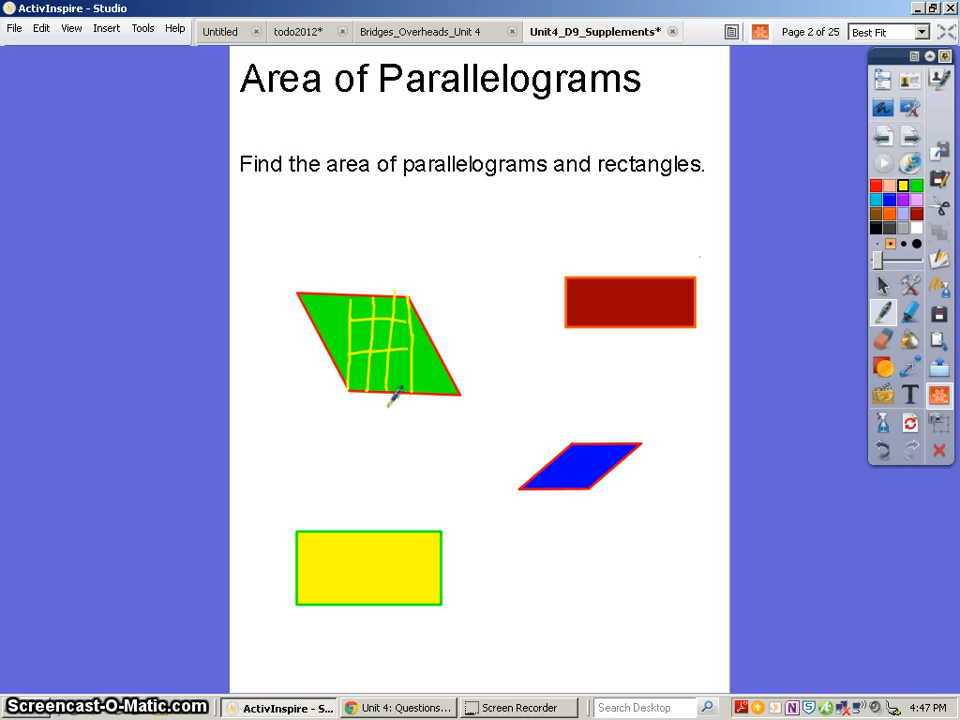 ActivInspire - Studio
File Edit View Insert Tools Help
Untitled
todo2012*
Bridges_Overheads_Unit 4
Unit4_D9_Supplements*
Page 2 of 25
Best Fit
Area of Parallelograms
Find the area of parallelograms and rectangles.
T
Screencast-O-Matic.com
ActivInspire - S...
Unit 4: Questions...
Screen Recorder
Search Desktop
4:47 PM